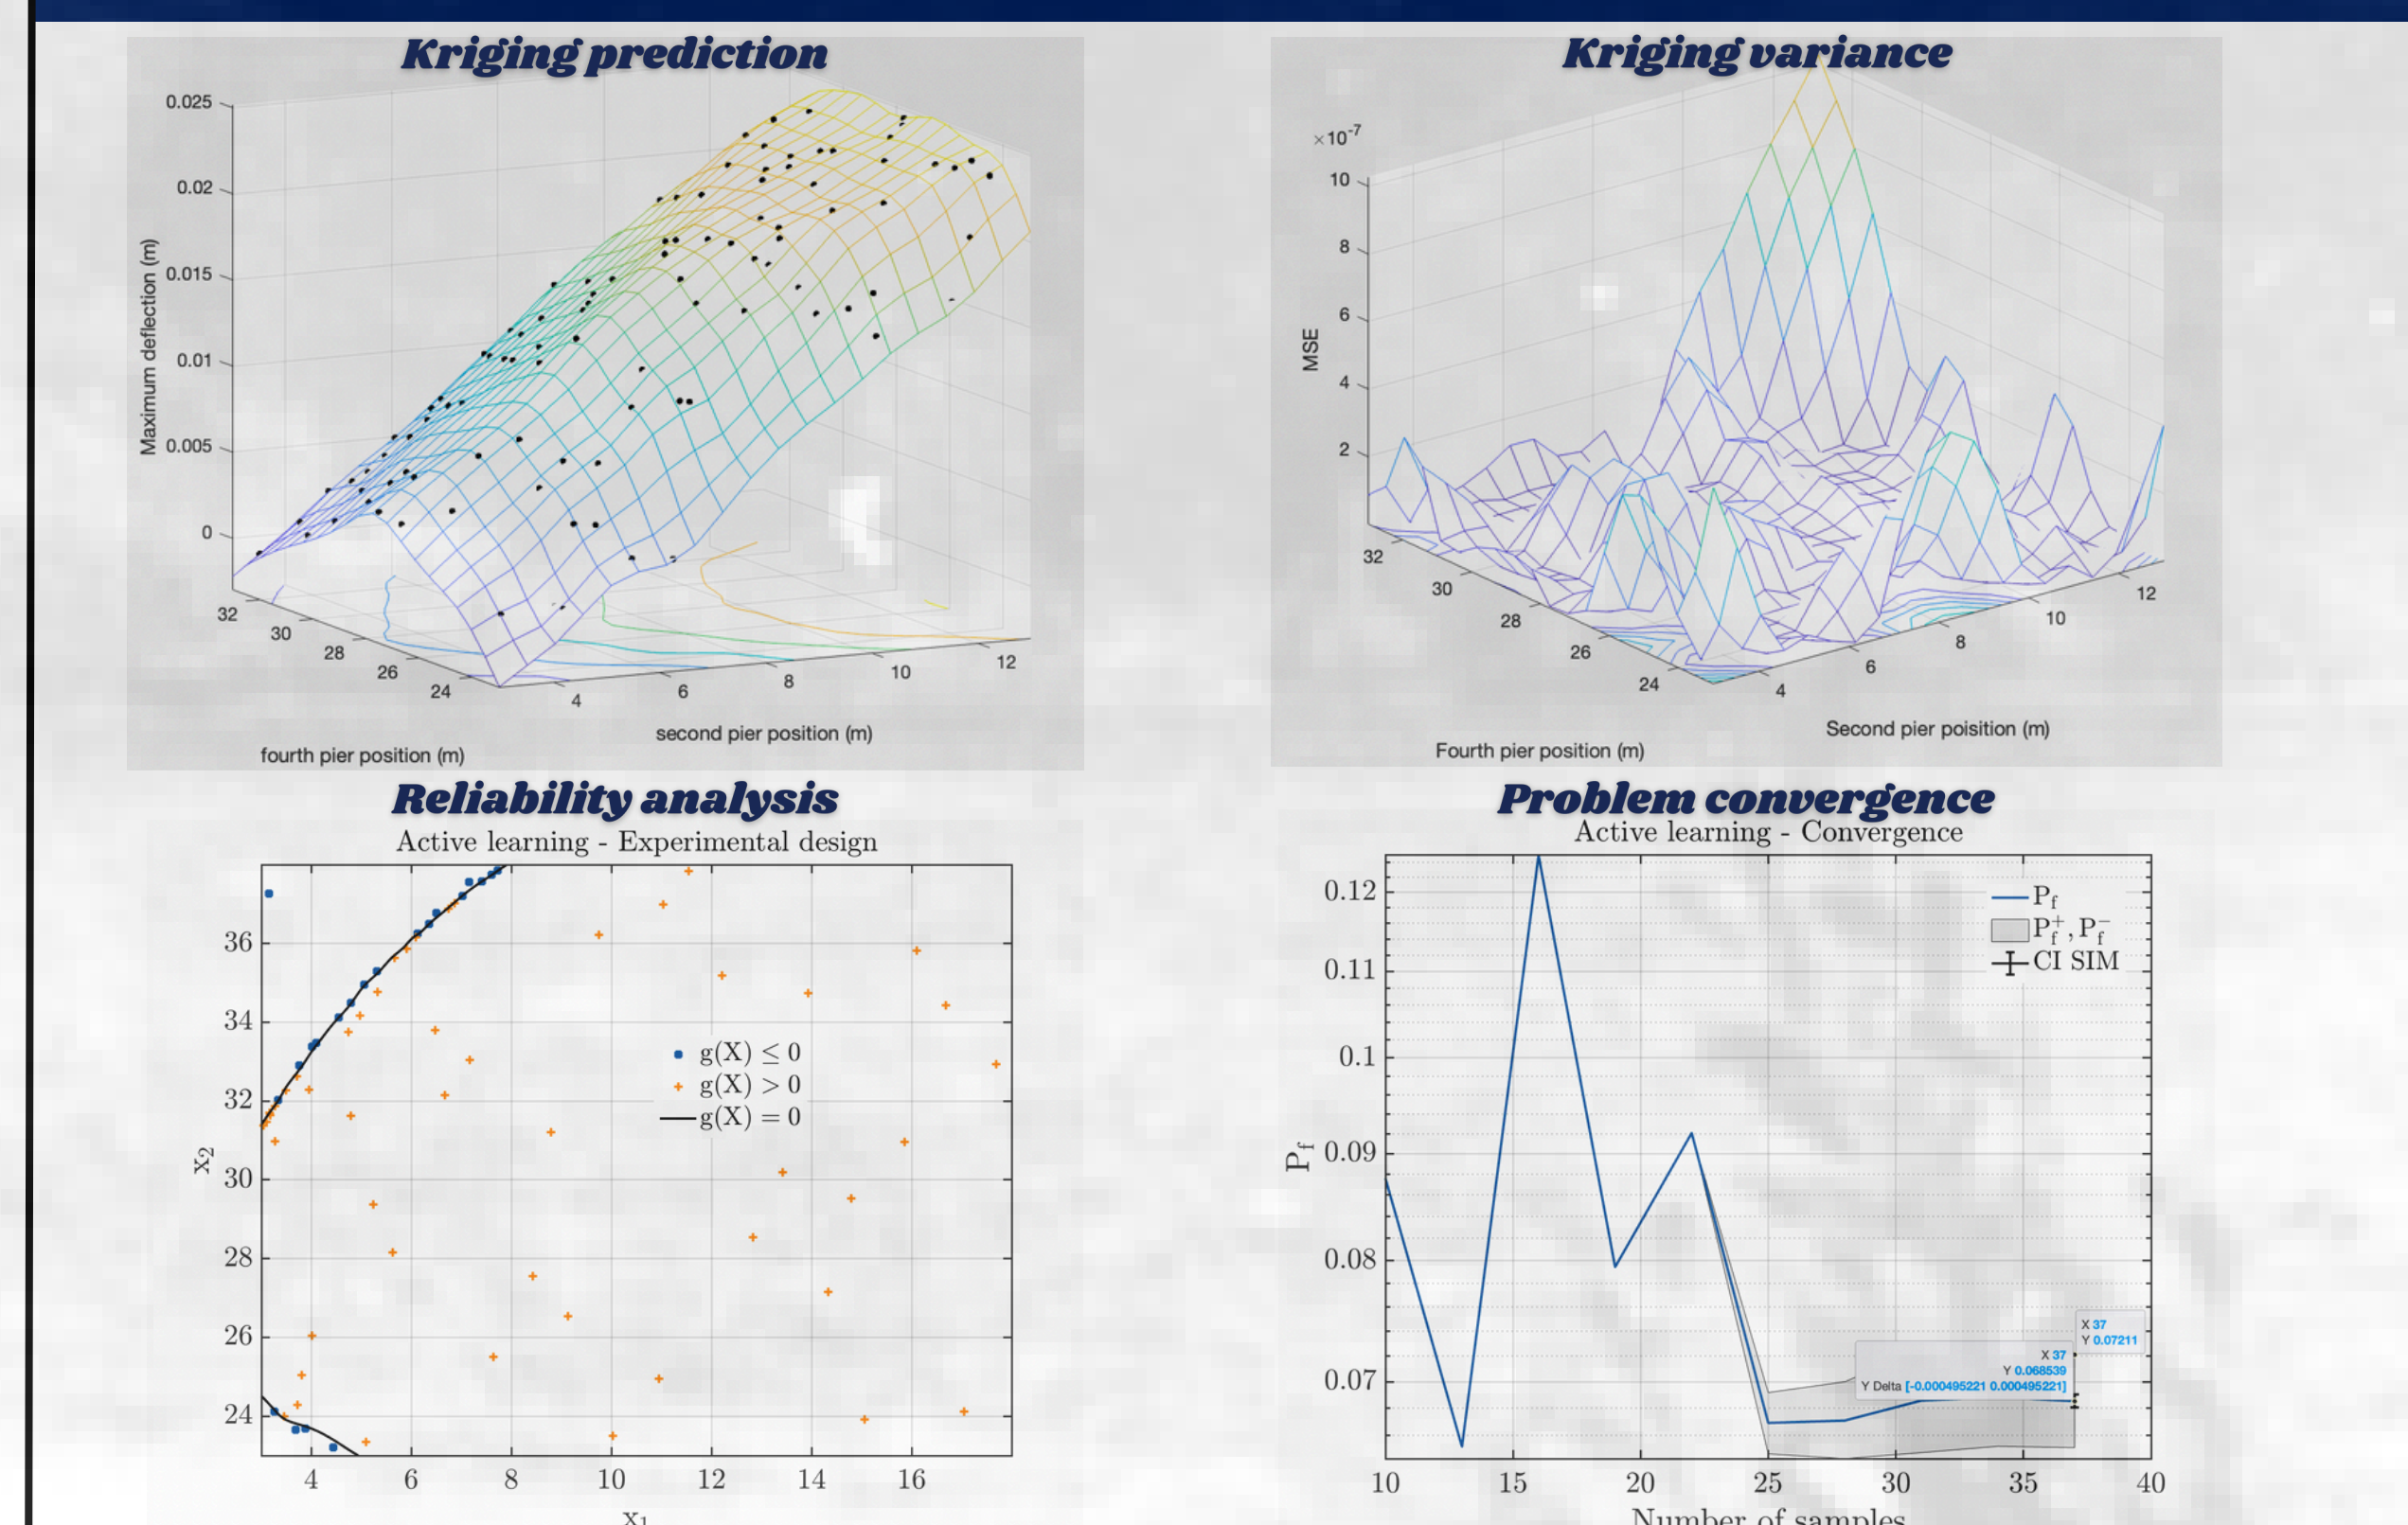 Kriging prediction
0.025
0.02
0.015
0.01
0.005
0
Maximum deflection (m)
32
30
28
26
24
4
6
8
10
12
second pier position (m)
fourth pier position (m)
Kriging variance
×10-7
10
8
6
4
2
MSE
32
30
28
26
24
4
6
8
10
12
Second pier poisition (m)
Fourth pier position (m)
Reliability analysis
Active learning - Experimental design
36
34
32
30
28
26
24
x2
g(X) ≤ 0
g(X) > 0
g(X) = 0
4
6
8
10
12
14
16
x1
Problem convergence
Active learning - Convergence
0.12
0.11
0.1
0.09
0.08
0.07
Pf
Pf
Pf+, Pf-
CI SIM
X 37
Y 0.07211
X 37
Y 0.068539
Y Delta [-0.000495221 0.000495221]
10
15
20
25
30
35
40
Number of samples